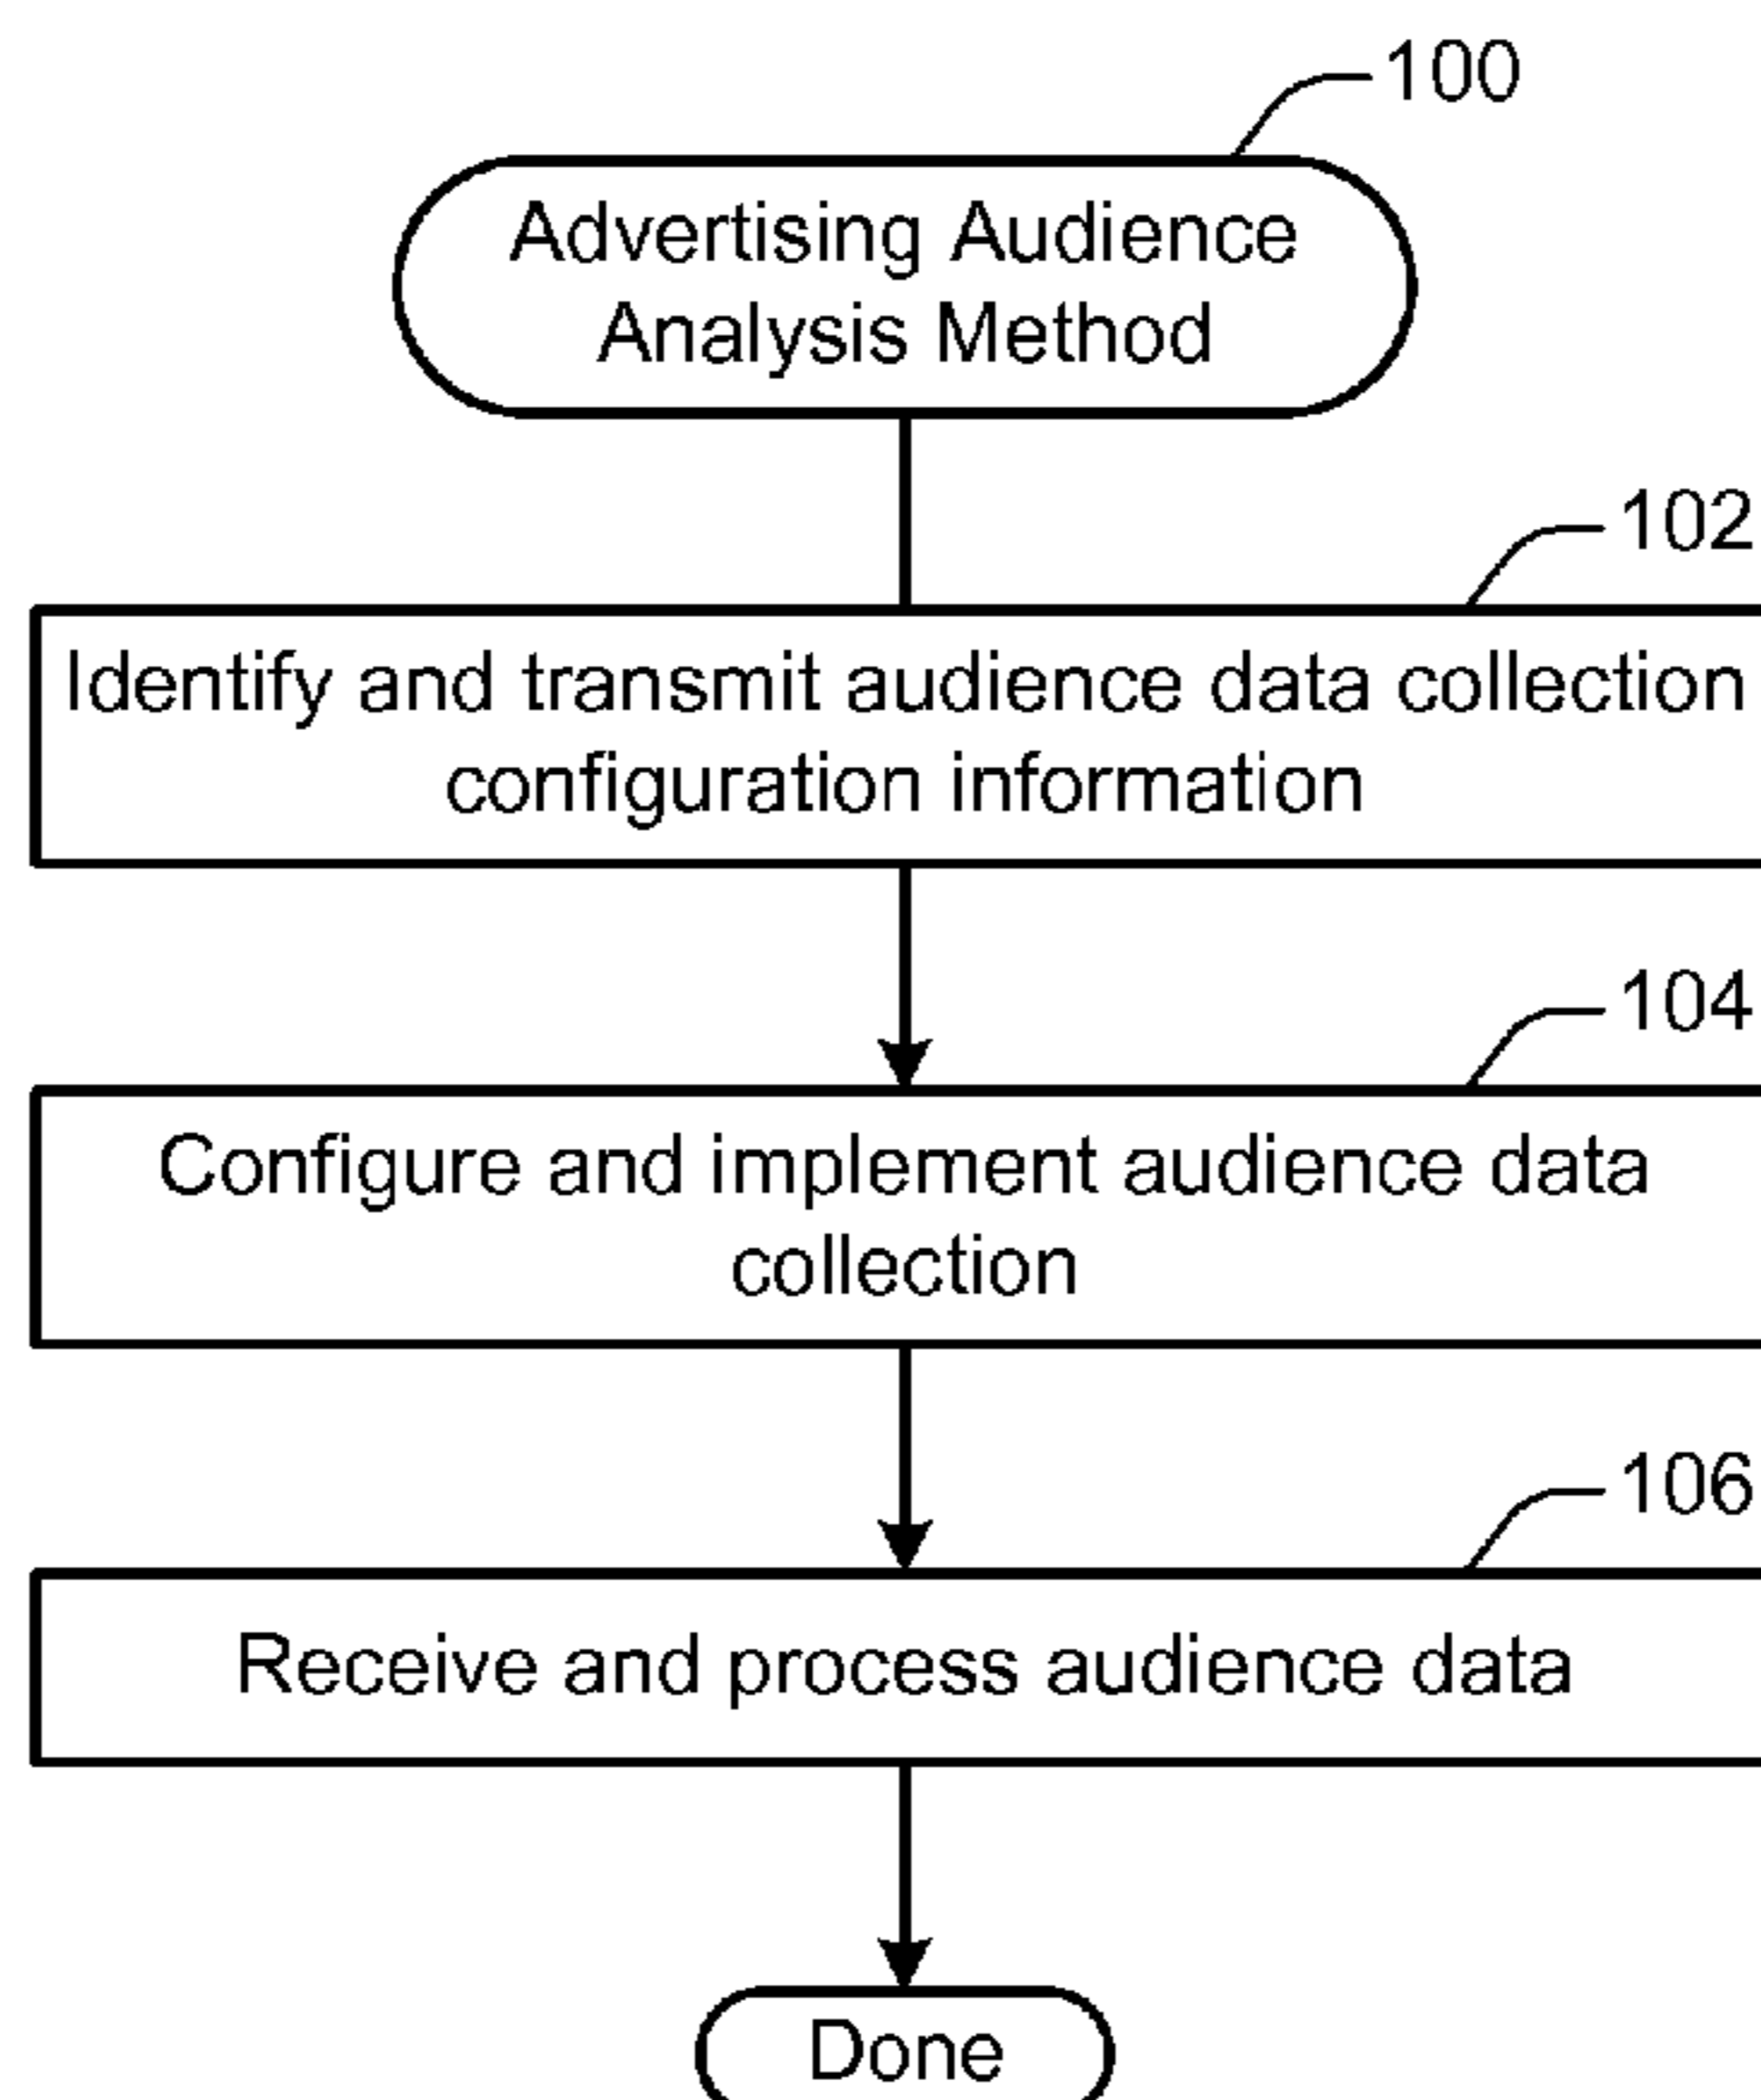 100
Advertising Audience
Analysis Method
102
Identify and transmit audience data collection
configuration information
104
Configure and implement audience data
collection
106
Receive and process audience data
Done